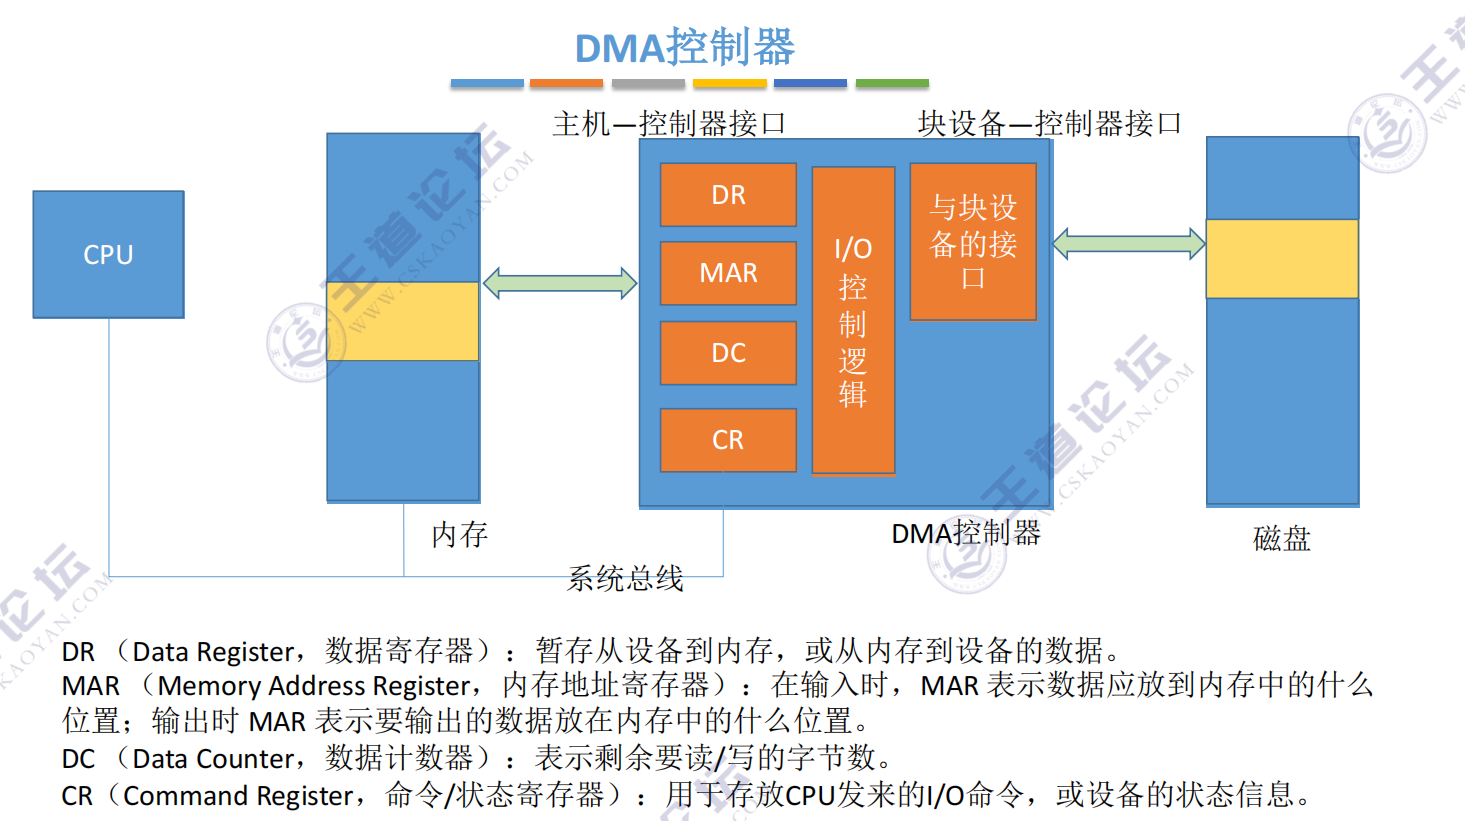 DMA控制器
主机—控制器接口
块设备—控制器接口
CPU
DR
MAR
DC
CR
I/O
控
制
逻
辑
与块设
备的接
口
内存
DMA控制器
磁盘
系统总线
DR （Data Register，数据寄存器）：暂存从设备到内存，或从内存到设备的数据。
MAR （Memory Address Register，内存地址寄存器）：在输入时，MAR 表示数据应放到内存中的什么
位置；输出时 MAR 表示要输出的数据放在内存中的什么位置。
DC （Data Counter，数据计数器）：表示剩余要读/写的字节数。
CR（Command Register，命令/状态寄存器）：用于存放CPU发来的I/O命令，或设备的状态信息。
王道论坛
WWW.CSKAOYAN.COM
王道论坛
WWW.CSKAOYAN.COM